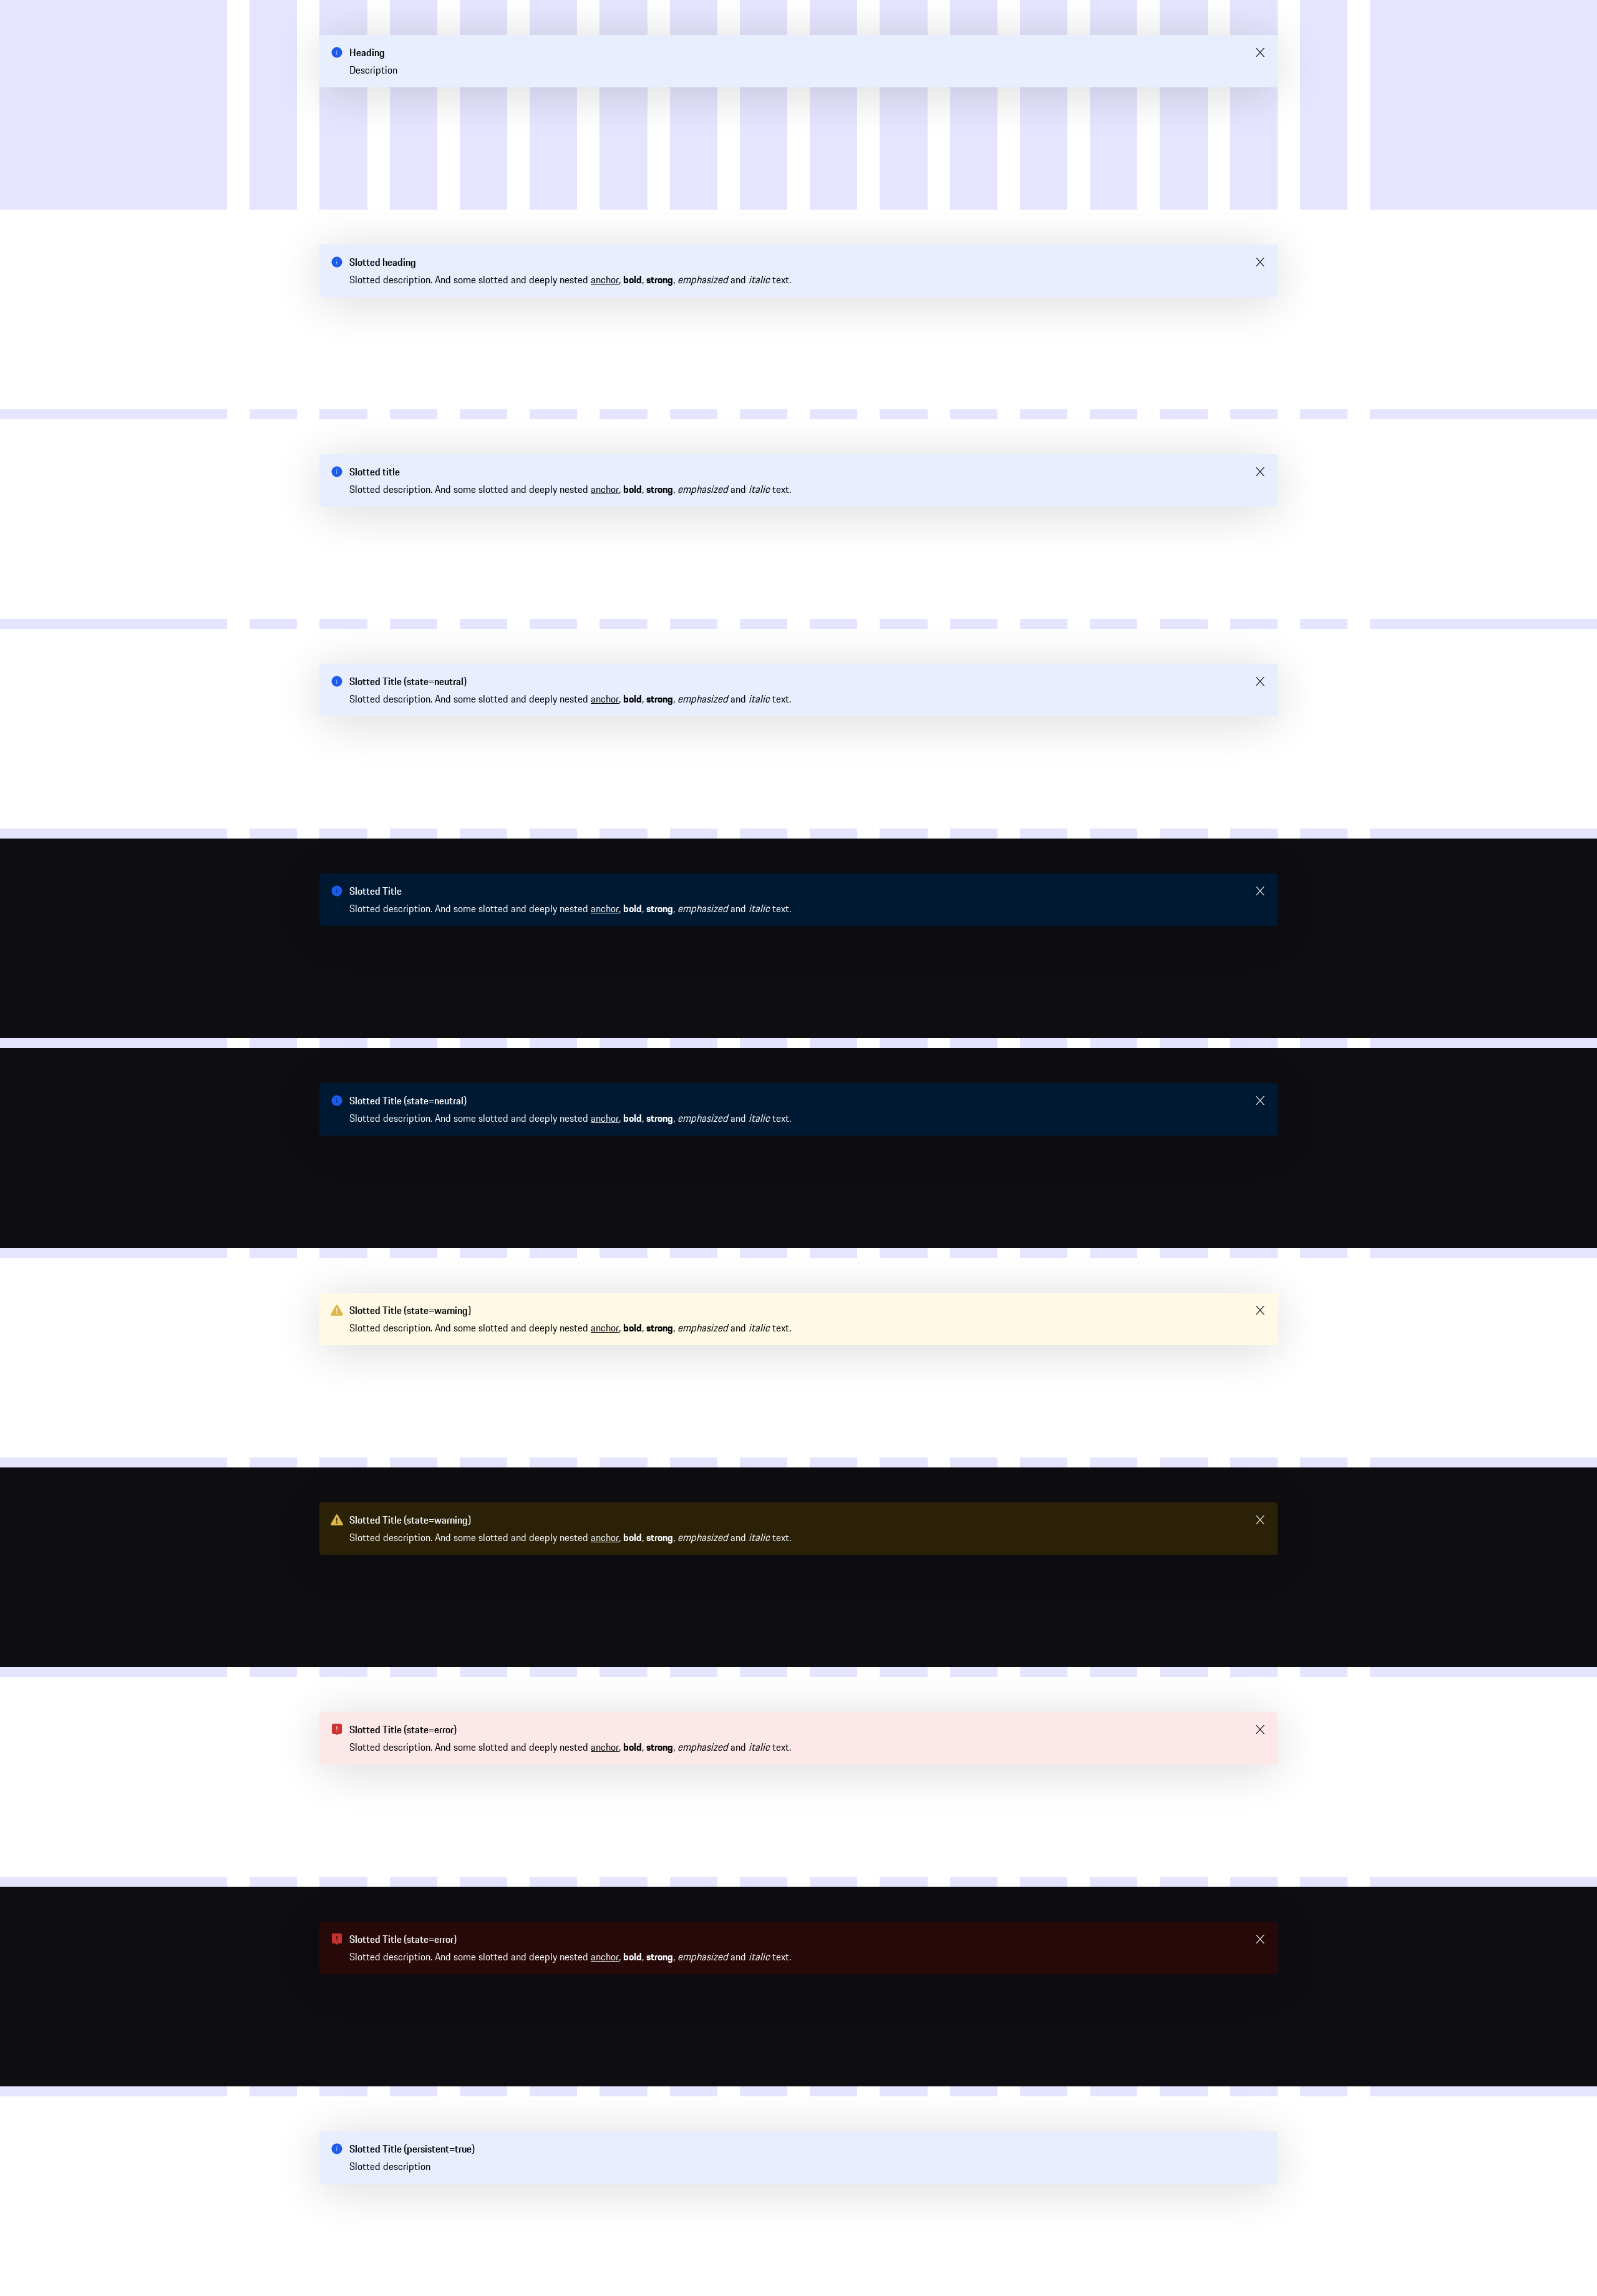 Heading
Description
Slotted heading
Slotted description. And some slotted and deeply nested anchor, bold, strong, emphasized and italic text.
Slotted title
Slotted description. And some slotted and deeply nested anchor, bold, strong, emphasized and italic text.
Slotted Title (state=neutral)
Slotted description. And some slotted and deeply nested anchor, bold, strong, emphasized and italic text.
Slotted Title
Slotted description. And some slotted and deeply nested anchor, bold, strong, emphasized and italic text.
Slotted Title (state=neutral)
Slotted description. And some slotted and deeply nested anchor, bold, strong, emphasized and italic text.
Slotted Title (state=warning)
Slotted description. And some slotted and deeply nested anchor, bold, strong, emphasized and italic text.
Slotted Title (state=warning)
Slotted description. And some slotted and deeply nested anchor, bold, strong, emphasized and italic text.
Slotted Title (state=error)
Slotted description. And some slotted and deeply nested anchor, bold, strong, emphasized and italic text.
Slotted Title (state=error)
Slotted description. And some slotted and deeply nested anchor, bold, strong, emphasized and italic text.
Slotted Title (persistent=true)
Slotted description